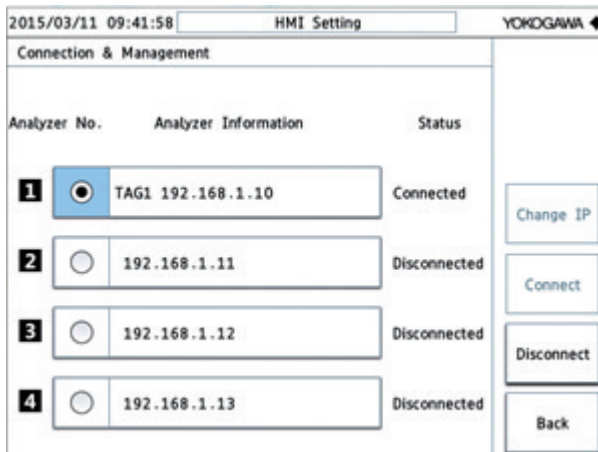 2015/03/11 09:41:58 HMI Setting YOKOGAWA
Connection & Management
Analyzer No. Analyzer Information Status
1 TAG1 192.168.1.10 Connected
Change IP
2 192.168.1.11 Disconnected
Connect
3 192.168.1.12 Disconnected
Disconnect
4 192.168.1.13 Disconnected
Back